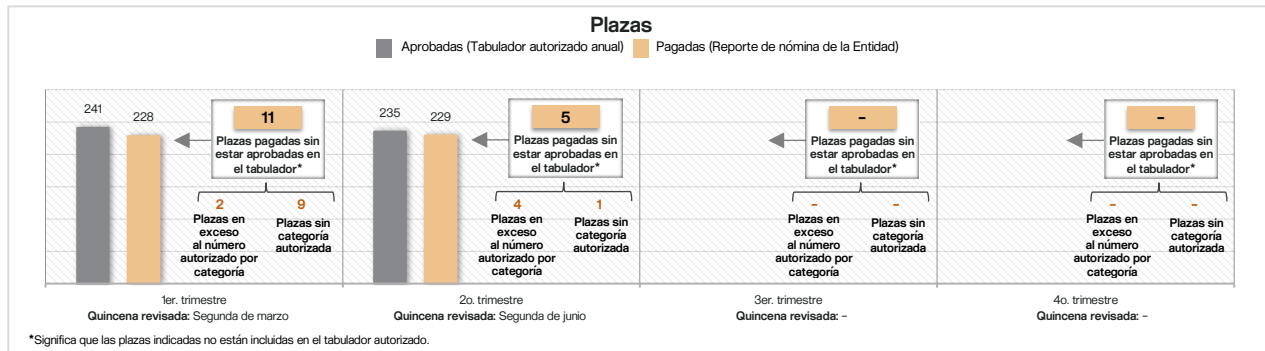 Plazas
Aprobadas (Tabulador autorizado anual)
Pagadas (Reporte de nómina de la Entidad)
241
228
11
Plazas pagadas sin
estar aprobadas en
el tabulador*
2
Plazas en
exceso
al número
autorizado por
categoría
9
Plazas sin
categoría
autorizada
1er. trimestre
Quincena revisada: Segunda de marzo
235
229
5
Plazas pagadas sin
estar aprobadas en
el tabulador*
4
Plazas en
exceso
al número
autorizado por
categoría
1
Plazas sin
categoría
autorizada
2o. trimestre
Quincena revisada: Segunda de junio
-
Plazas pagadas sin
estar aprobadas en
el tabulador*
-
Plazas en
exceso
al número
autorizado por
categoría
-
Plazas sin
categoría
autorizada
3er. trimestre
Quincena revisada: -
-
Plazas pagadas sin
estar aprobadas en
el tabulador*
-
Plazas en
exceso
al número
autorizado por
categoría
-
Plazas sin
categoría
autorizada
4o. trimestre
Quincena revisada: -
*Significa que las plazas indicadas no están incluidas en el tabulador autorizado.